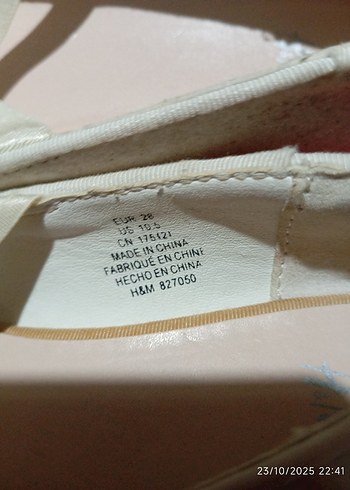 EUR 28
US 10.5
CN 175(2)
MADE IN CHINA
FABRIQUÉ EN CHINE
HECHO EN CHINA
H&M 827050
23/10/2025 22:41